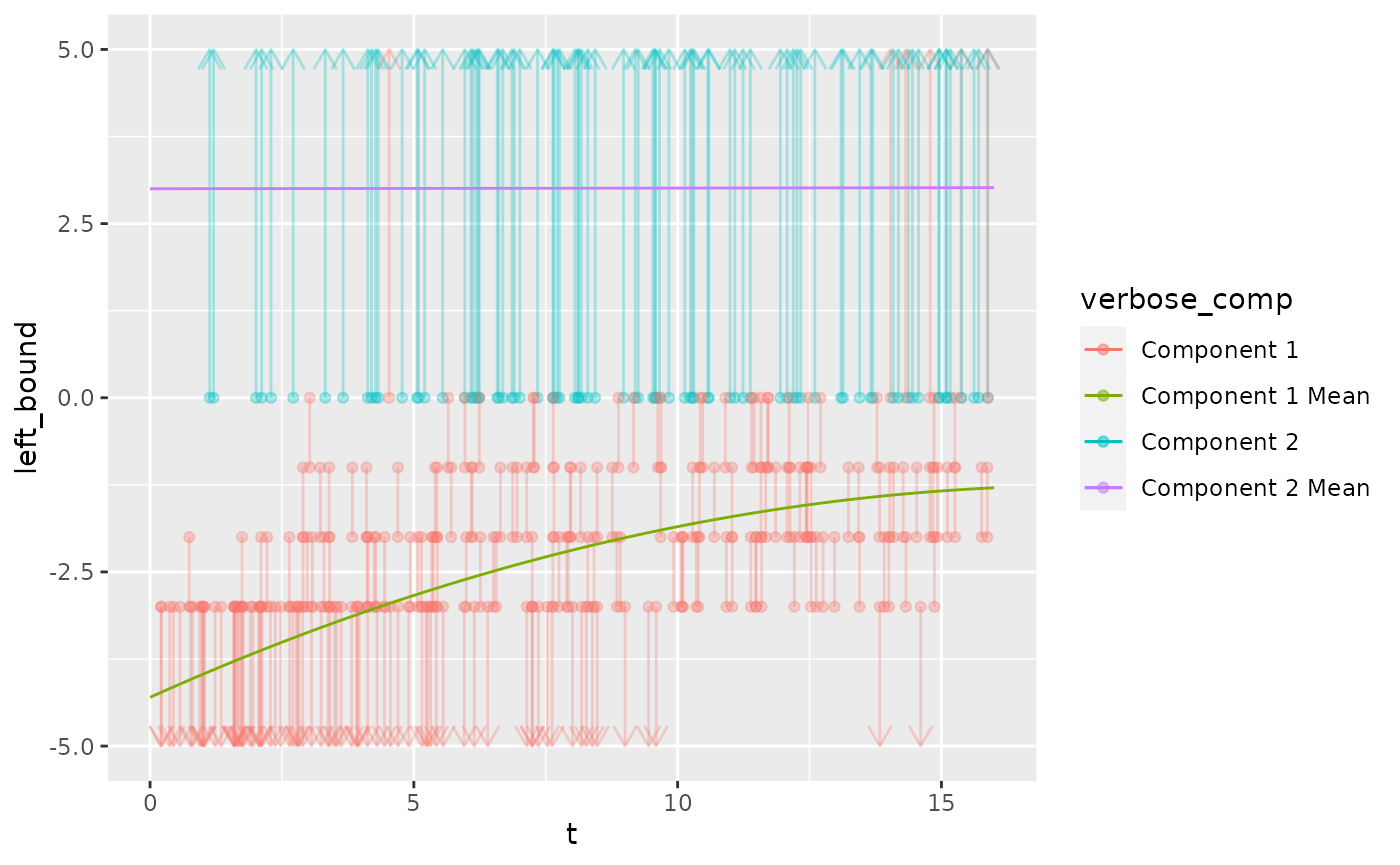 5.0
2.5
0.0
-2.5
-5.0
left_bound
0 5 10 15
t
verbose_comp
Component 1
Component 1 Mean
Component 2
Component 2 Mean